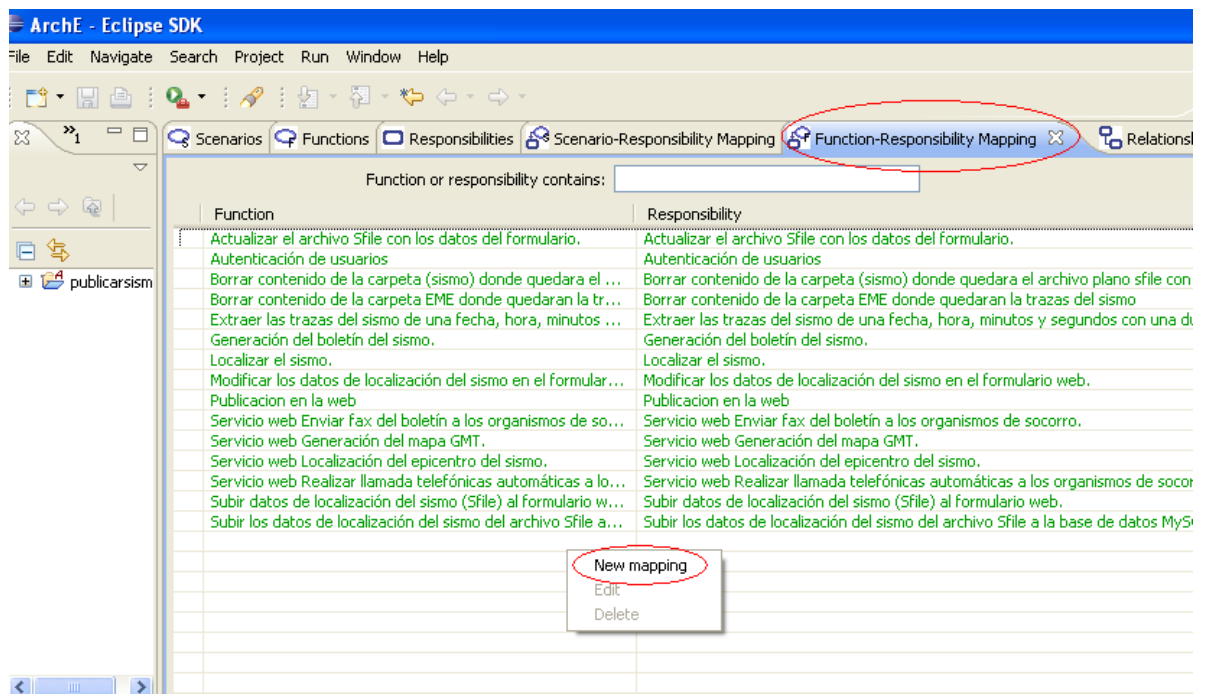 ArchE - Eclipse SDK
File Edit Navigate Search Project Run Window Help
»1 Scenarios Functions Responsibilities Scenario-Responsibility Mapping Function-Responsibility Mapping Relationsl
Function or responsibility contains:
Function Responsibility
Actualizar el archivo Sfile con los datos del formulario. Actualizar el archivo Sfile con los datos del formulario.
Autenticación de usuarios Autenticación de usuarios
Borrar contenido de la carpeta (sismo) donde quedara el ... Borrar contenido de la carpeta (sismo) donde quedara el archivo plano sfile con
publicarsism Borrar contenido de la carpeta EME donde quedaran la tr... Borrar contenido de la carpeta EME donde quedaran la trazas del sismo
Extraer las trazas del sismo de una fecha, hora, minutos ... Extraer las trazas del sismo de una fecha, hora, minutos y segundos con una du
Generación del boletín del sismo. Generación del boletín del sismo.
Localizar el sismo. Localizar el sismo.
Modificar los datos de localización del sismo en el formular... Modificar los datos de localización del sismo en el formulario web.
Publicacion en la web Publicacion en la web
Servicio web Enviar fax del boletín a los organismos de so... Servicio web Enviar fax del boletín a los organismos de socorro.
Servicio web Generación del mapa GMT. Servicio web Generación del mapa GMT.
Servicio web Localización del epicentro del sismo. Servicio web Localización del epicentro del sismo.
Servicio web Realizar llamada telefónicas automáticas a lo... Servicio web Realizar llamada telefónicas automáticas a los organismos de socor
Subir datos de localización del sismo (Sfile) al formulario w... Subir datos de localización del sismo (Sfile) al formulario web.
Subir los datos de localización del sismo del archivo Sfile a... Subir los datos de localización del sismo del archivo Sfile a la base de datos MyS
New mapping
Edit
Delete